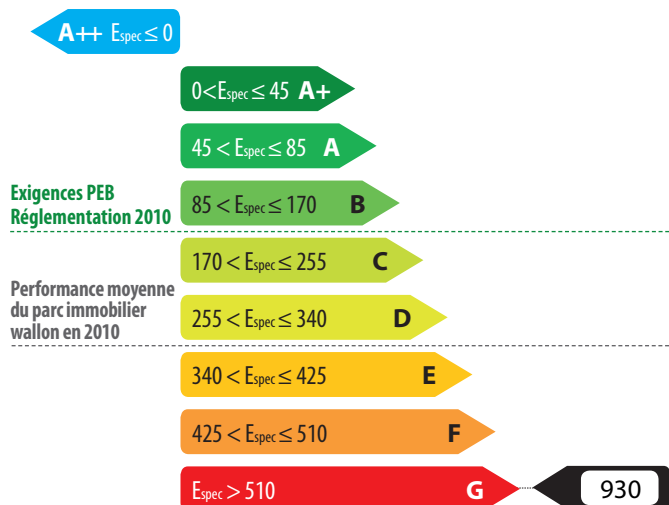 A++ Espec ≤ 0
0<Espec ≤ 45 A+
45 < Espec ≤ 85 A
Exigences PEB
Réglementation 2010
85 < Espec ≤ 170 B
170 < Espec ≤ 255 C
Performance moyenne
du parc immobilier
wallon en 2010
255 < Espec ≤ 340 D
340 < Espec ≤ 425 E
425 < Espec ≤ 510 F
Espec > 510 G 930